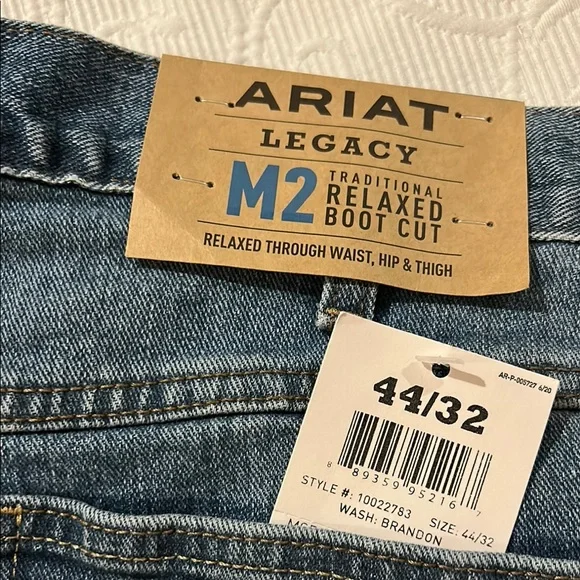 ARIAT
LEGACY
M2 TRADITIONAL
RELAXED
BOOT CUT
RELAXED THROUGH WAIST, HIP & THIGH
AR-P-005727 6/20
44/32
8 89359 95216 7
STYLE #: 10022783
WASH: BRANDON SIZE: 44/32